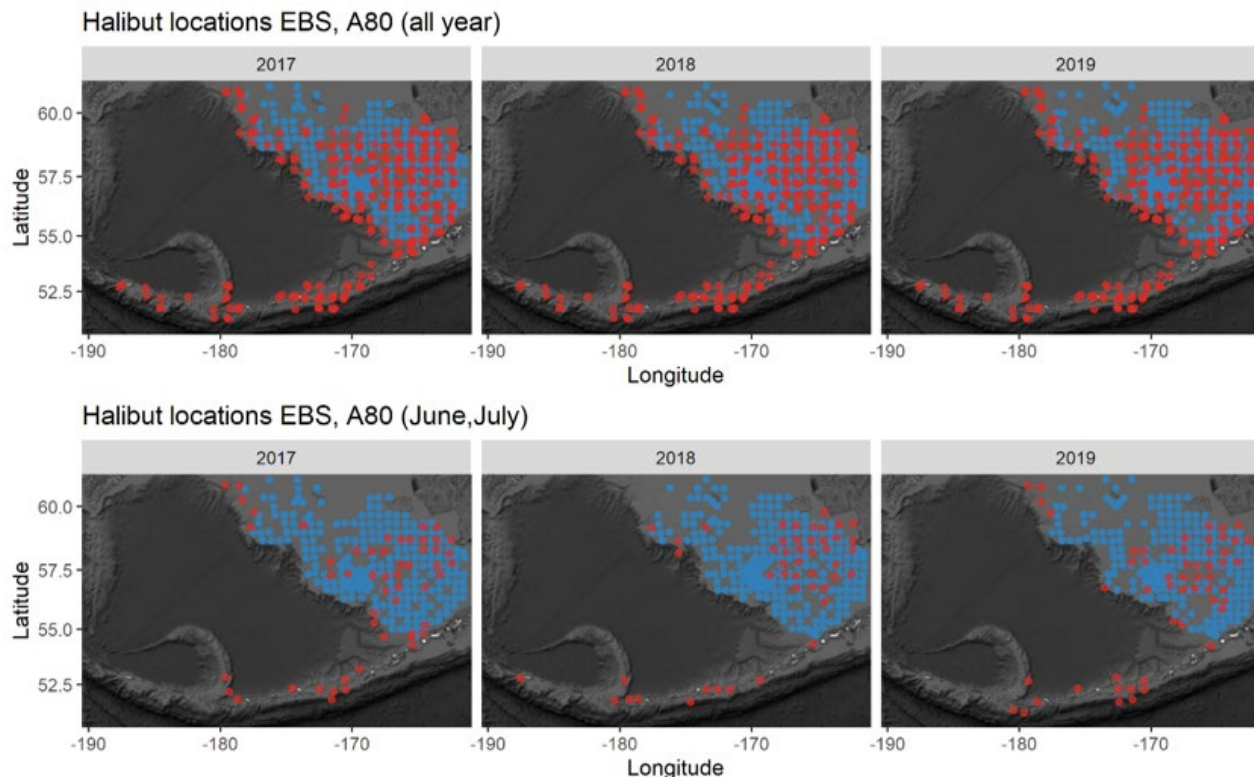 Halibut locations EBS, A80 (all year)
2017 2018 2019
60.0
57.5
55.0
52.5
Latitude
-190 -180 -170 -190 -180 -170 -190 -180 -170
Longitude
Halibut locations EBS, A80 (June,July)
2017 2018 2019
60.0
57.5
55.0
52.5
Latitude
-190 -180 -170 -190 -180 -170 -190 -180 -170
Longitude